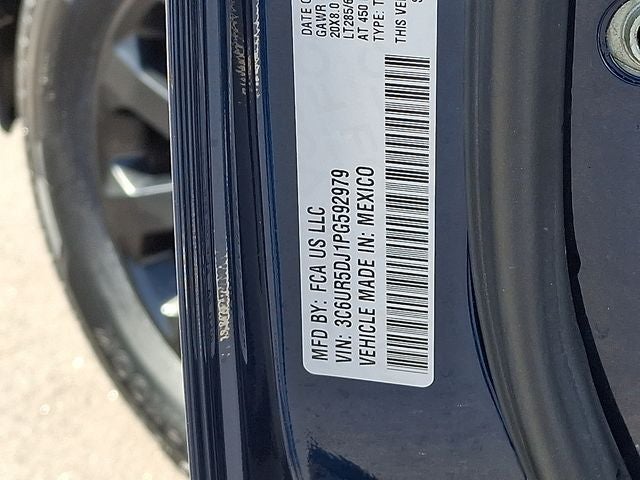 MFD BY: FCA US LLC
VIN: 3C6UR5DJ1PG592979
VEHICLE MADE IN: MEXICO
DATE O
GAWR
20X8.0
LT285/6
AT 450
TYPE: T
THIS VE